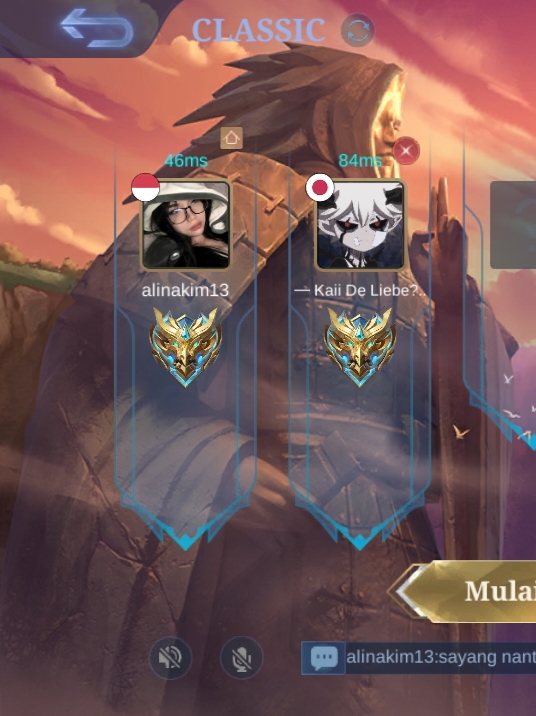 CLASSIC
46ms
84ms
alinakim13
— Kaii De Liebe?..
Mulai
alinakim13:sayang nant